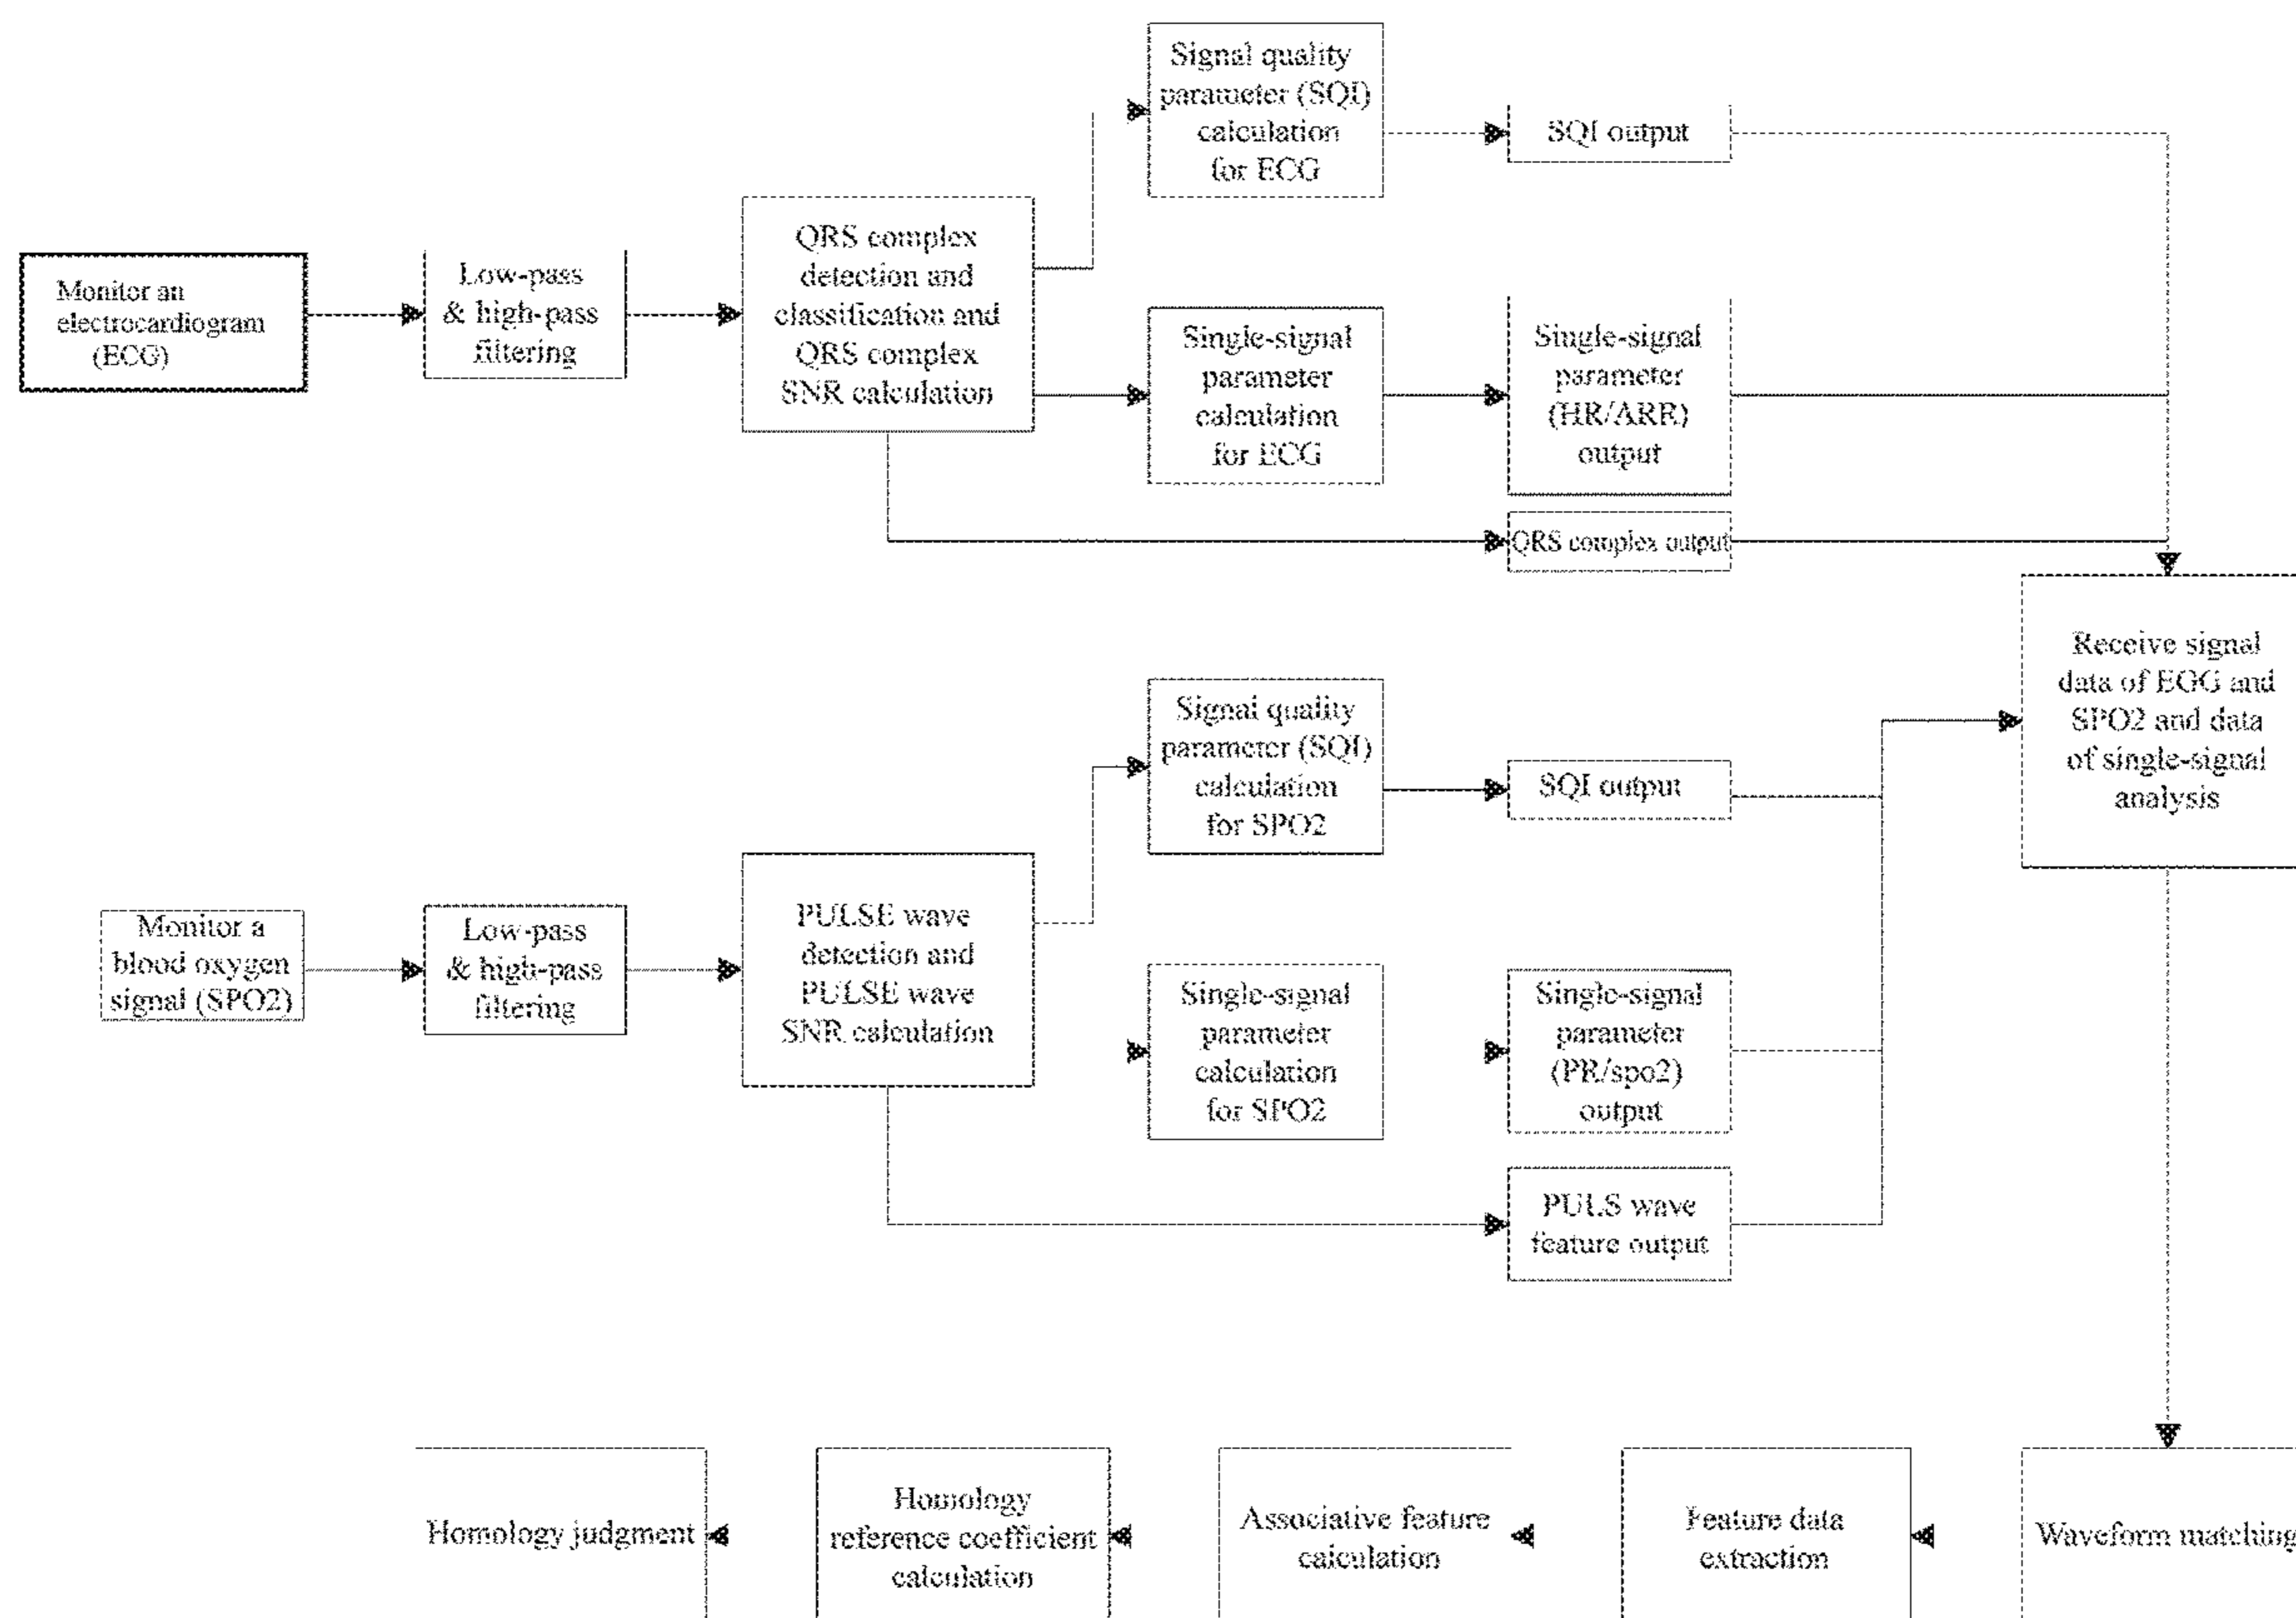 Signal quality
parameter (SQI)
calculation
for ECG
SQI output
Monitor an
electrocardiogram
(ECG)
Low-pass
& high-pass
filtering
QRS complex
detection and
classification and
QRS complex
SNR calculation
Single-signal
parameter
calculation
for ECG
Single-signal
parameter
(HR/ARR)
output
QRS complex output
Receive signal
data of EGG and
SPO2 and data
of single-signal
analysis
Signal quality
parameter (SQI)
calculation
for SPO2
SQI output
Monitor a
blood oxygen
signal (SPO2)
Low-pass
& high-pass
filtering
PULSE wave
detection and
PULSE wave
SNR calculation
Single-signal
parameter
calculation
for SPO2
Single-signal
parameter
(PR/spo2)
output
PULS wave
feature output
Homology judgment
Homology
reference coefficient
calculation
Associative feature
calculation
Feature data
extraction
Waveform matching